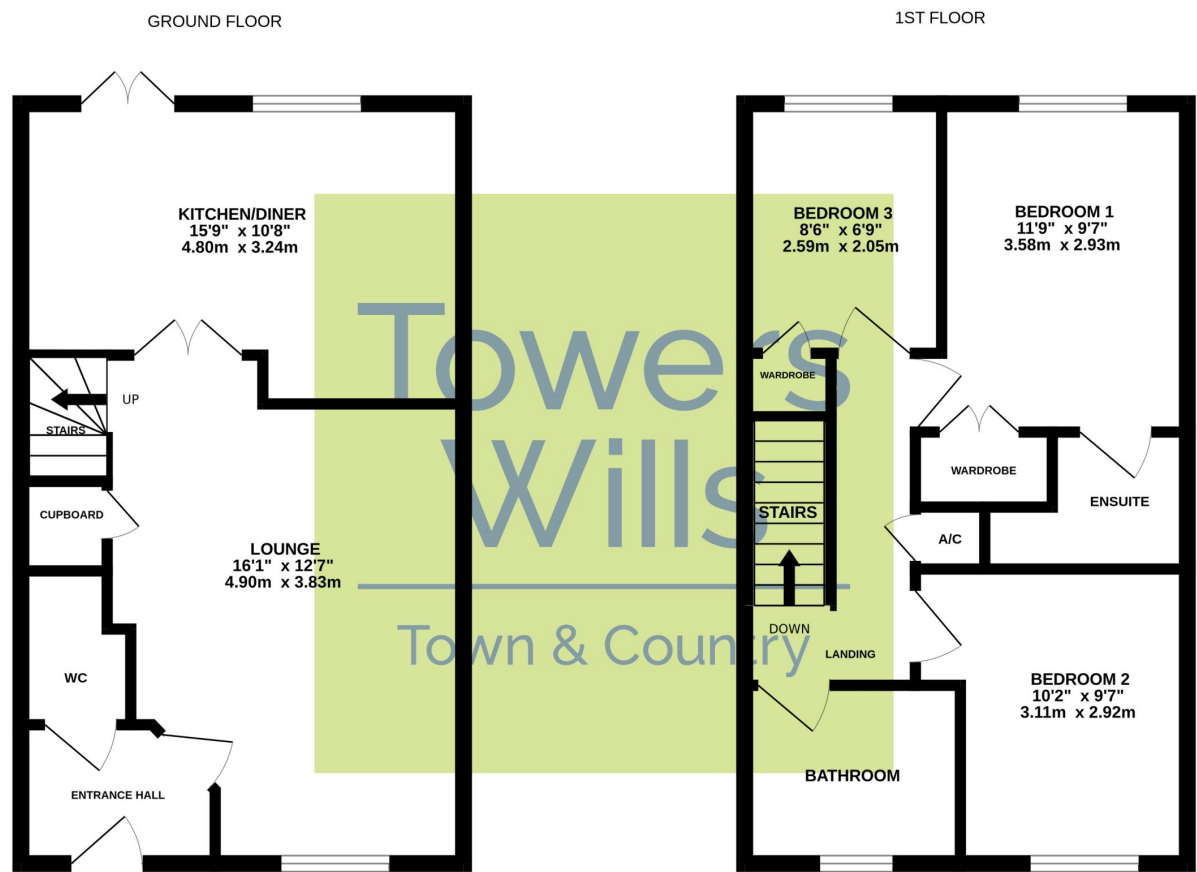 GROUND FLOOR
KITCHEN/DINER
15'9" x 10'8"
4.80m x 3.24m
UP
STAIRS
CUPBOARD
LOUNGE
16'1" x 12'7"
4.90m x 3.83m
WC
ENTRANCE HALL
Towers
Wills
Town & Country
1ST FLOOR
BEDROOM 3
8'6" x 6'9"
2.59m x 2.05m
BEDROOM 1
11'9" x 9'7"
3.58m x 2.93m
WARDROBE
WARDROBE
ENSUITE
STAIRS
A/C
DOWN
LANDING
BEDROOM 2
10'2" x 9'7"
3.11m x 2.92m
BATHROOM